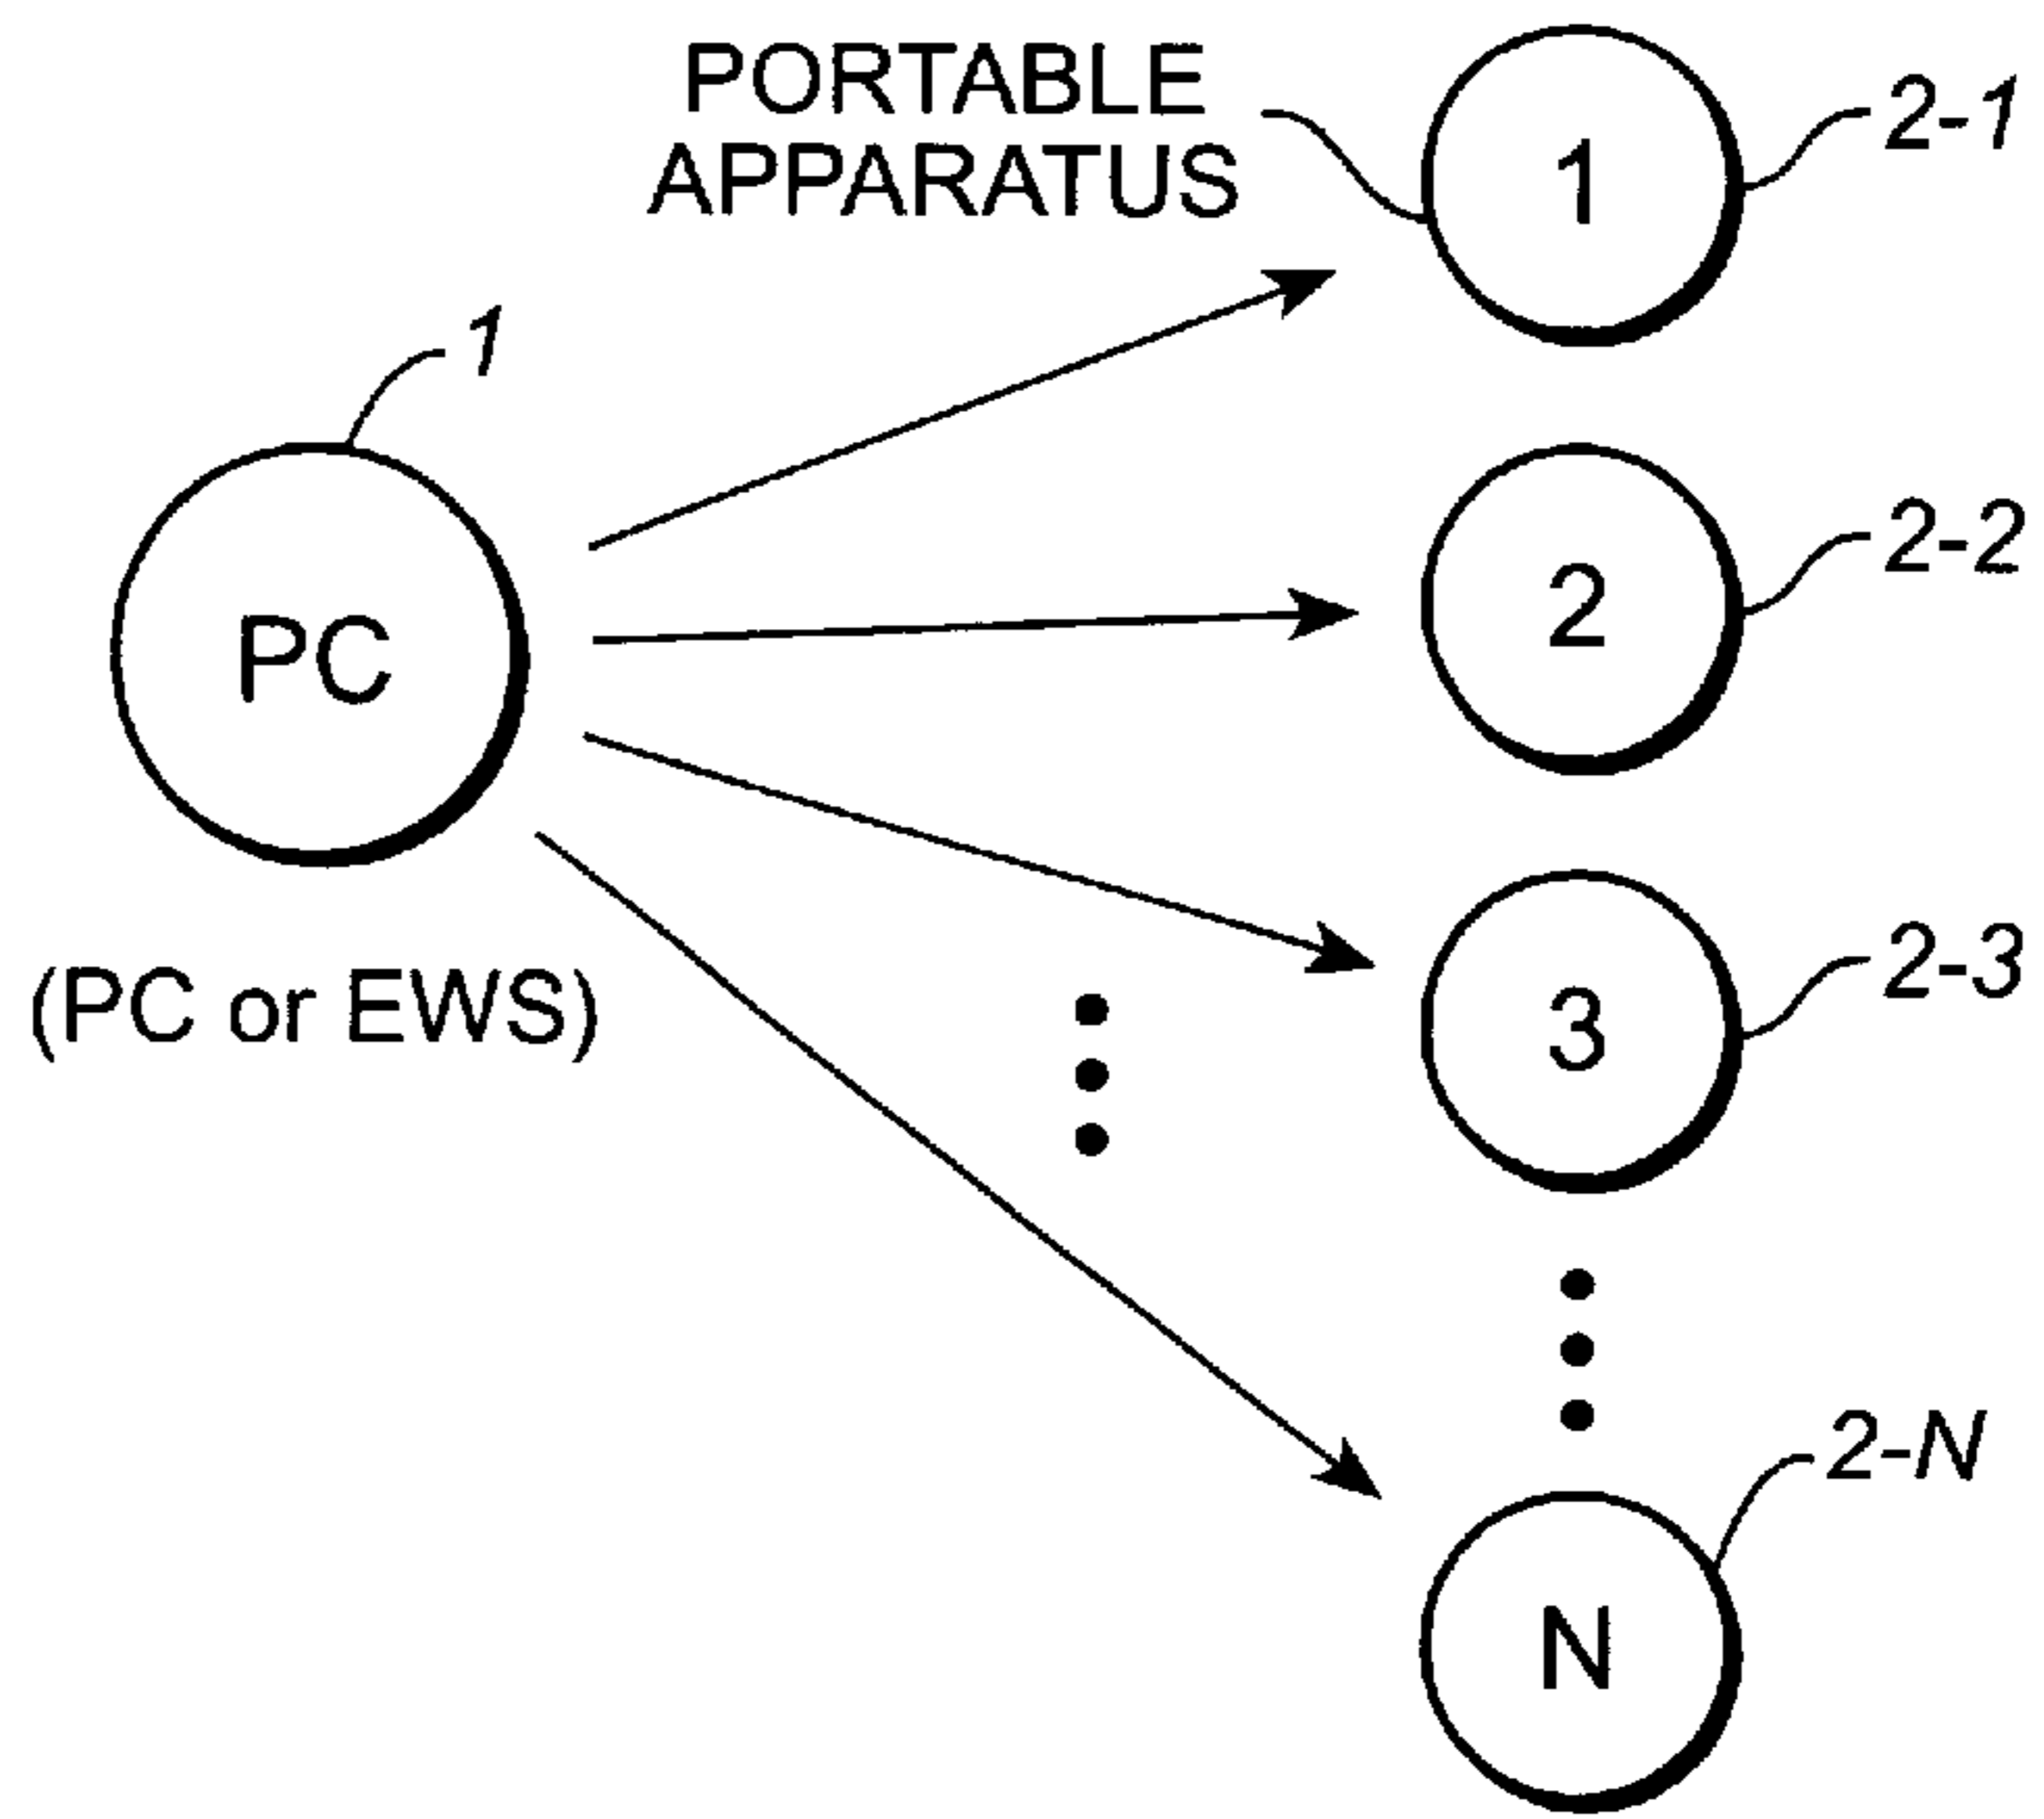 PORTABLE
APPARATUS
1
2-1
1
PC
(PC or EWS)
2
2-2
3
2-3
N
2-N